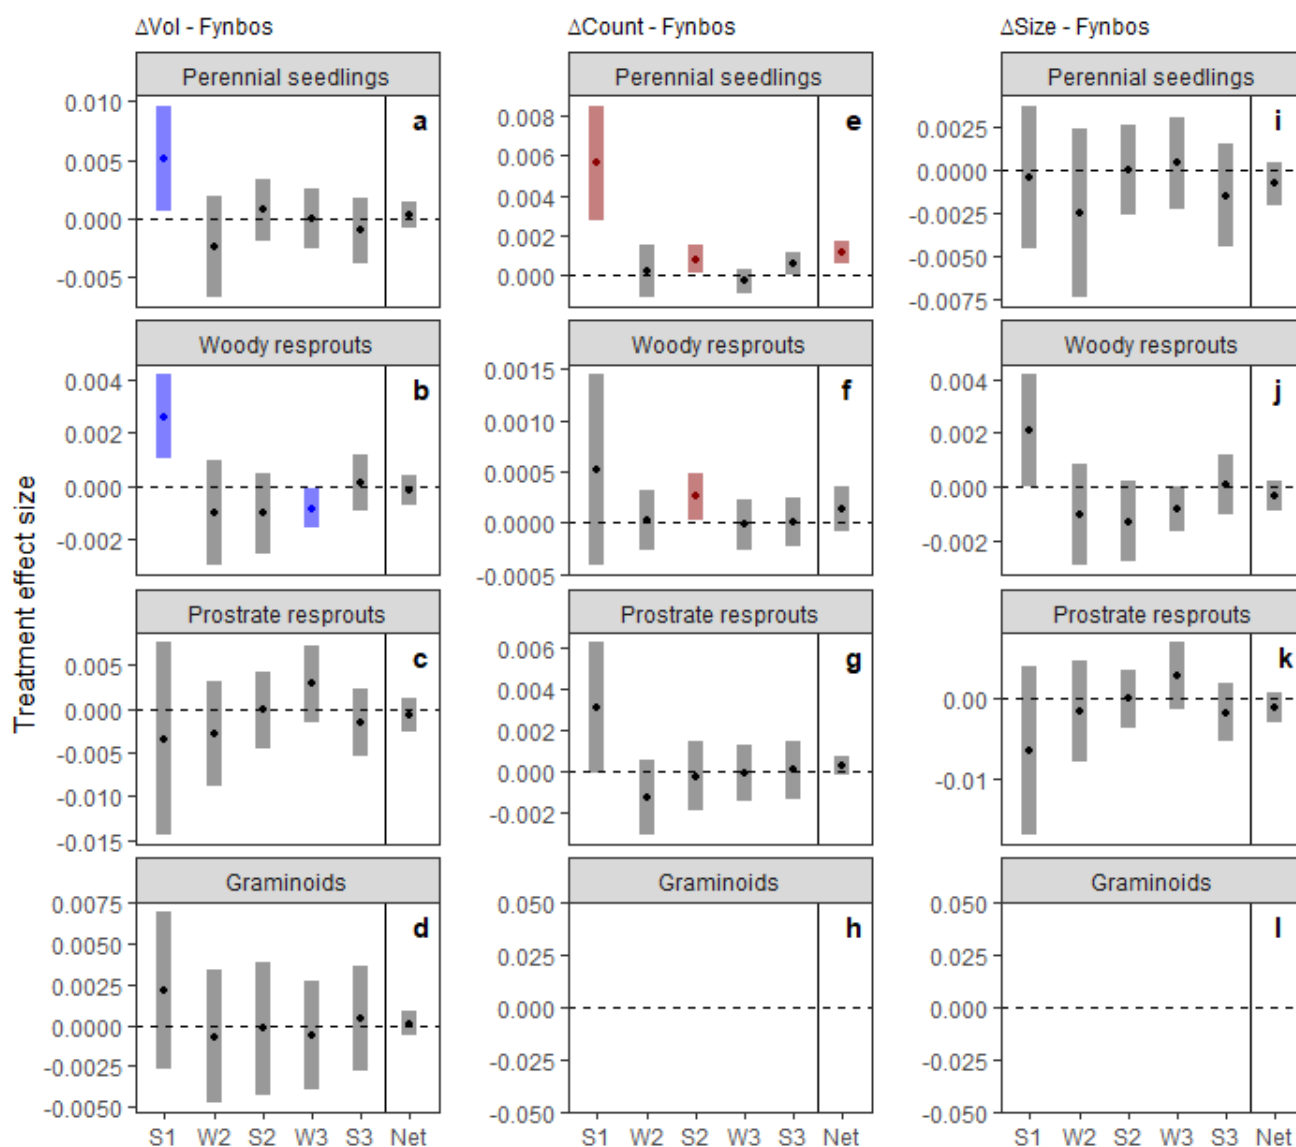 ΔVol - Fynbos
ΔCount - Fynbos
ΔSize - Fynbos
Treatment effect size
Perennial seedlings
0.010
0.005
0.000
-0.005
a
Perennial seedlings
0.008
0.006
0.004
0.002
0.000
e
Perennial seedlings
0.0025
0.0000
-0.0025
-0.0050
-0.0075
i
Woody resprouts
0.004
0.002
0.000
-0.002
b
Woody resprouts
0.0015
0.0010
0.0005
0.0000
-0.0005
f
Woody resprouts
0.004
0.002
0.000
-0.002
j
Prostrate resprouts
0.005
0.000
-0.005
-0.010
-0.015
c
Prostrate resprouts
0.006
0.004
0.002
0.000
-0.002
g
Prostrate resprouts
0.00
-0.01
k
Graminoids
0.0075
0.0050
0.0025
0.0000
-0.0025
-0.0050
d
Graminoids
0.050
0.025
0.000
-0.025
-0.050
h
Graminoids
0.050
0.025
0.000
-0.025
-0.050
l
S1 W2 S2 W3 S3 Net
S1 W2 S2 W3 S3 Net
S1 W2 S2 W3 S3 Net